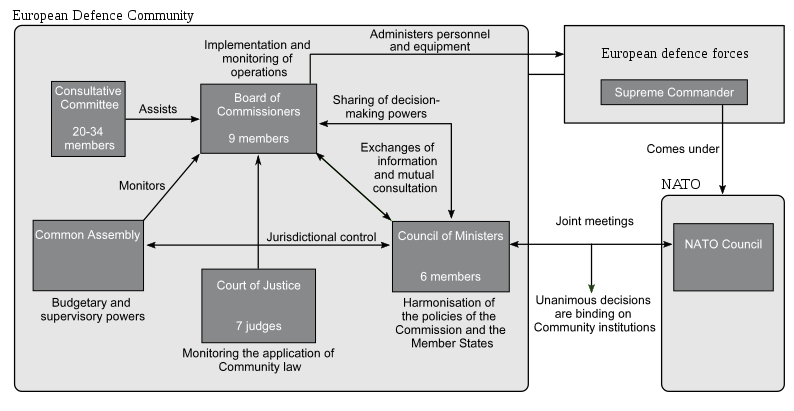 European Defence Community
Implementation and
monitoring of
operations
Administers personnel
and equipment
European defence forces
Supreme Commander
Consultative
Committee
20-34
members
Assists
Board of
Commissioners
9 members
Sharing of decision-
making powers
Exchanges of
information
and mutual
consultation
Comes under
Monitors
NATO
Common Assembly
Budgetary and
supervisory powers
Jurisdictional control
Court of Justice
7 judges
Monitoring the application of
Community law
Council of Ministers
6 members
Harmonisation of
the policies of the
Commission and the
Member States
Joint meetings
Unanimous decisions
are binding on
Community institutions
NATO Council